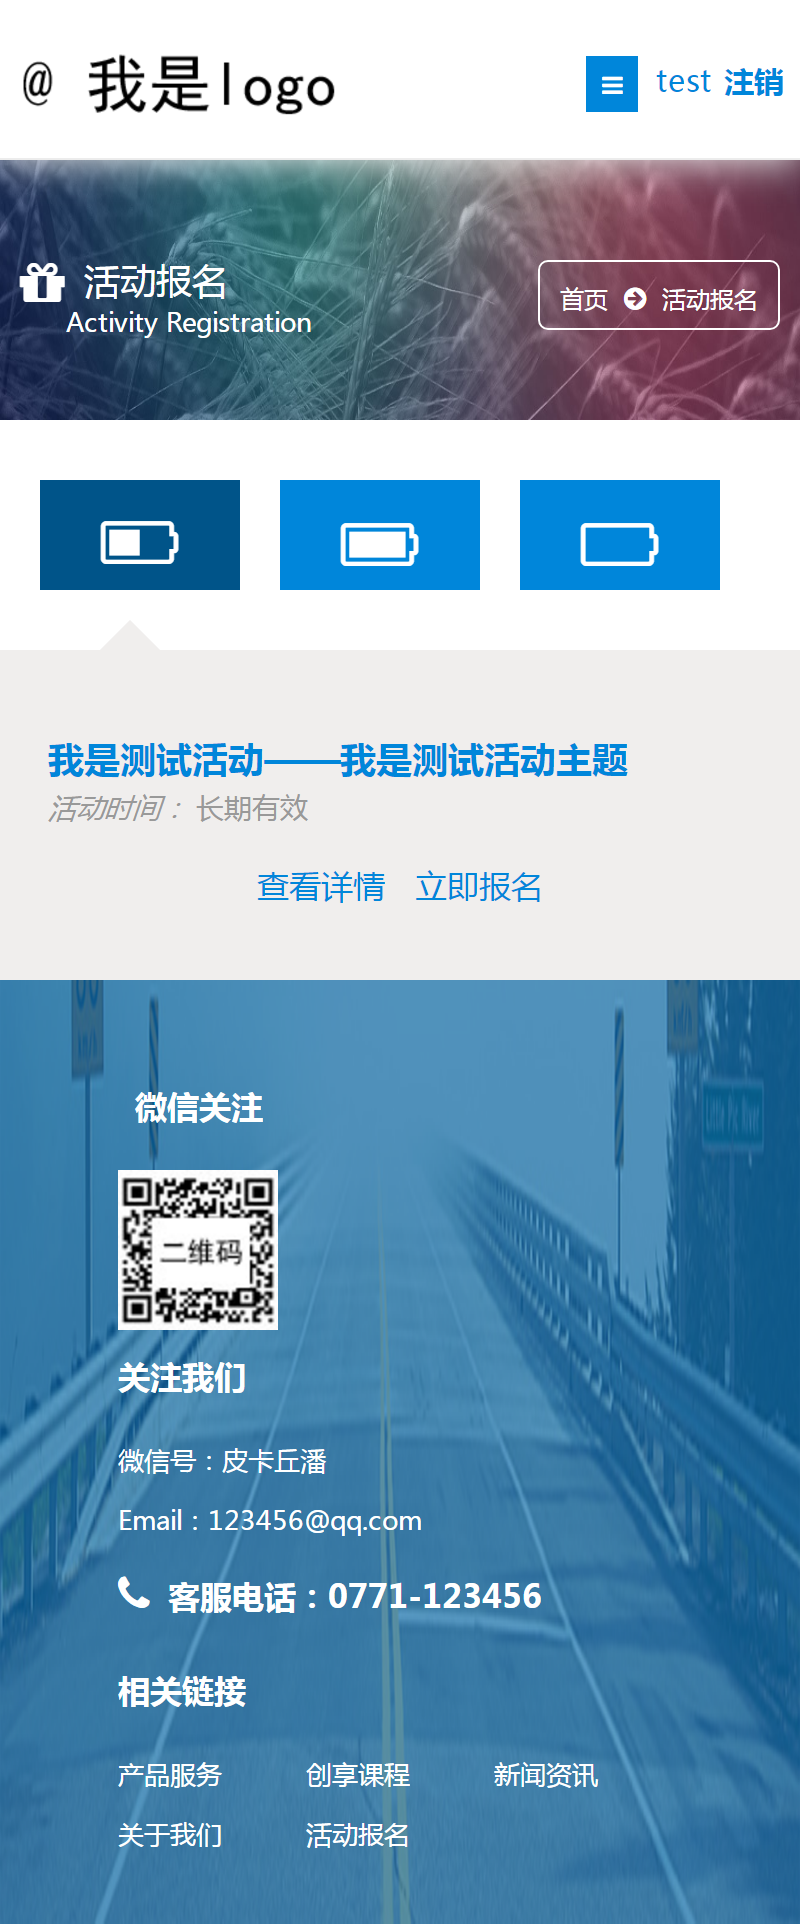 @ 我是logo
test 注销
活动报名
Activity Registration
首页 活动报名
我是测试活动——我是测试活动主题
活动时间：长期有效
查看详情 立即报名
微信关注
二维码
关注我们
微信号：皮卡丘潘
Email：123456@qq.com
客服电话：0771-123456
相关链接
产品服务 创享课程 新闻资讯
关于我们 活动报名